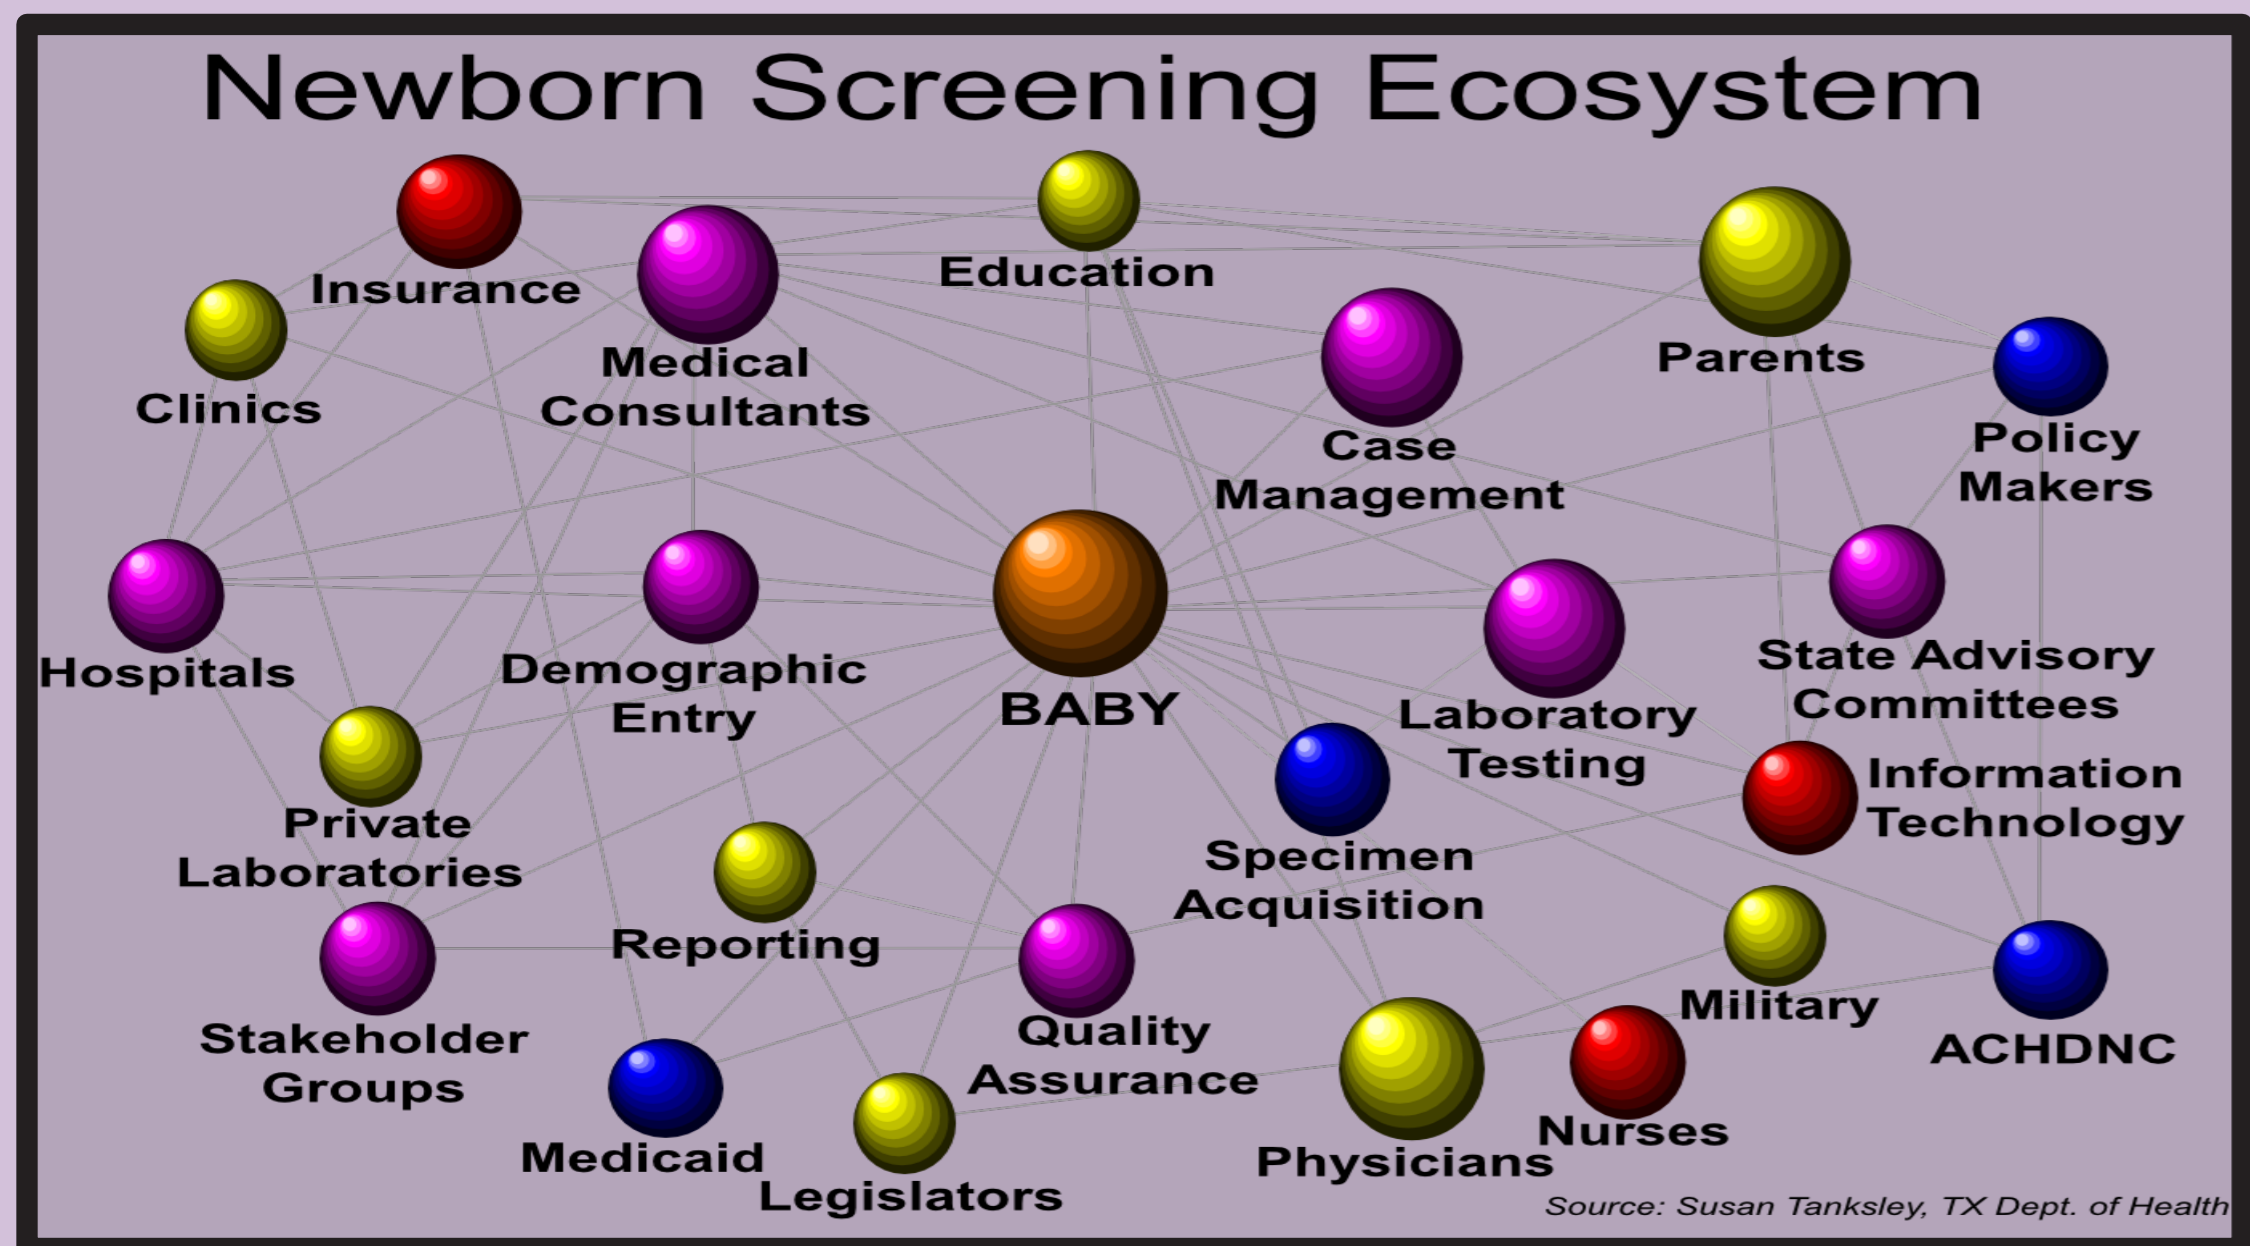 Newborn Screening Ecosystem
Insurance
Education
Medical
Consultants
Parents
Clinics
Case
Management
Policy
Makers
Hospitals
Demographic
Entry
BABY
Laboratory
Testing
State Advisory
Committees
Information
Technology
Private
Laboratories
Reporting
Specimen
Acquisition
Stakeholder
Groups
Quality
Assurance
Military
ACHDNC
Medicaid
Legislators
Physicians
Nurses
Source: Susan Tanksley, TX Dept. of Health